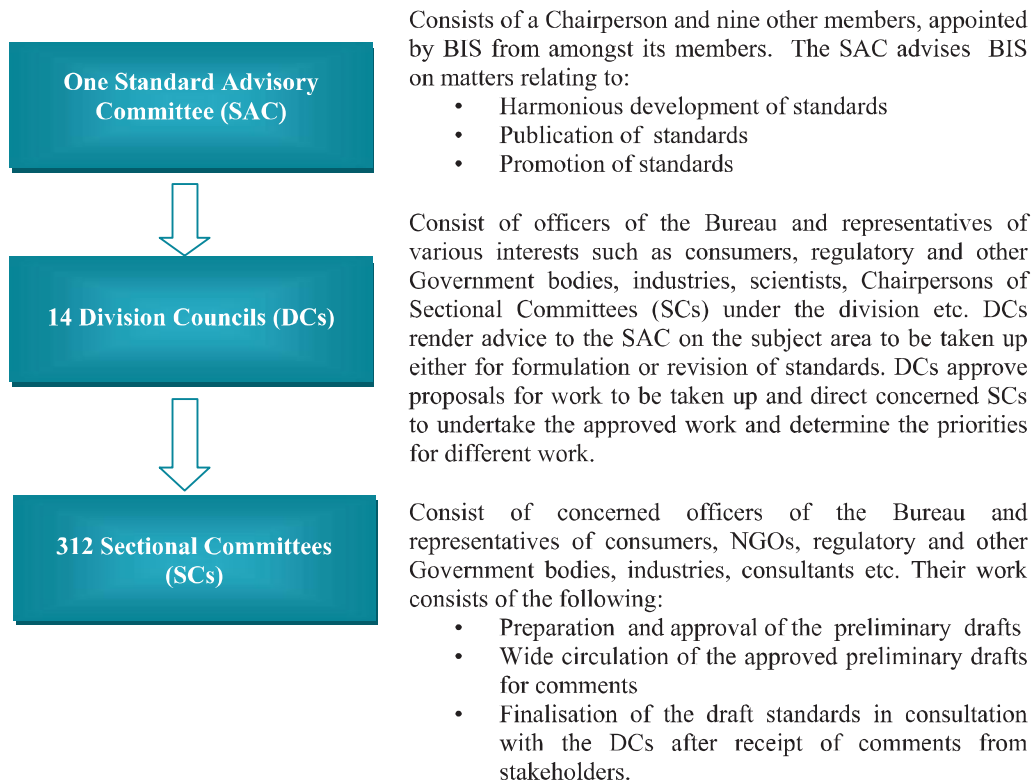 One Standard Advisory
Committee (SAC)
Consists of a Chairperson and nine other members, appointed
by BIS from amongst its members. The SAC advises BIS
on matters relating to:
• Harmonious development of standards
• Publication of standards
• Promotion of standards
14 Division Councils (DCs)
Consist of officers of the Bureau and representatives of
various interests such as consumers, regulatory and other
Government bodies, industries, scientists, Chairpersons of
Sectional Committees (SCs) under the division etc. DCs
render advice to the SAC on the subject area to be taken up
either for formulation or revision of standards. DCs approve
proposals for work to be taken up and direct concerned SCs
to undertake the approved work and determine the priorities
for different work.
312 Sectional Committees
(SCs)
Consist of concerned officers of the Bureau and
representatives of consumers, NGOs, regulatory and other
Government bodies, industries, consultants etc. Their work
consists of the following:
• Preparation and approval of the preliminary drafts
• Wide circulation of the approved preliminary drafts
for comments
• Finalisation of the draft standards in consultation
with the DCs after receipt of comments from
stakeholders.